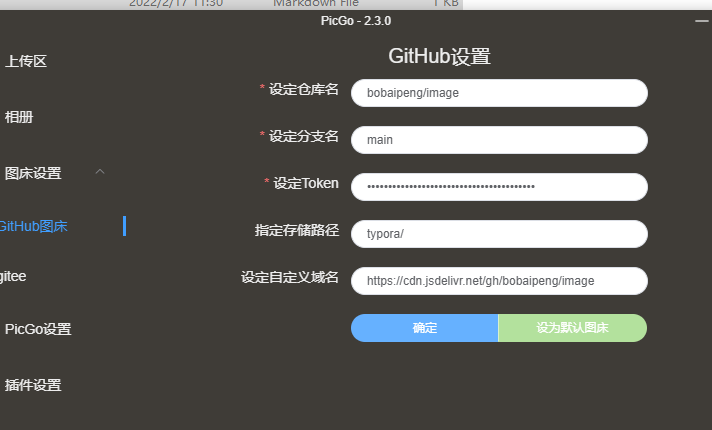 2022/2/17 11:30 Markdown File 1 KB
PicGo - 2.3.0
上传区
相册
图床设置
GitHub图床
gitee
PicGo设置
插件设置
GitHub设置
* 设定仓库名 bobaipeng/image
* 设定分支名 main
* 设定Token ••••••••••••••••••••••••••••••••••••••••
指定存储路径 typora/
设定自定义域名 https://cdn.jsdelivr.net/gh/bobaipeng/image
确定 设为默认图床